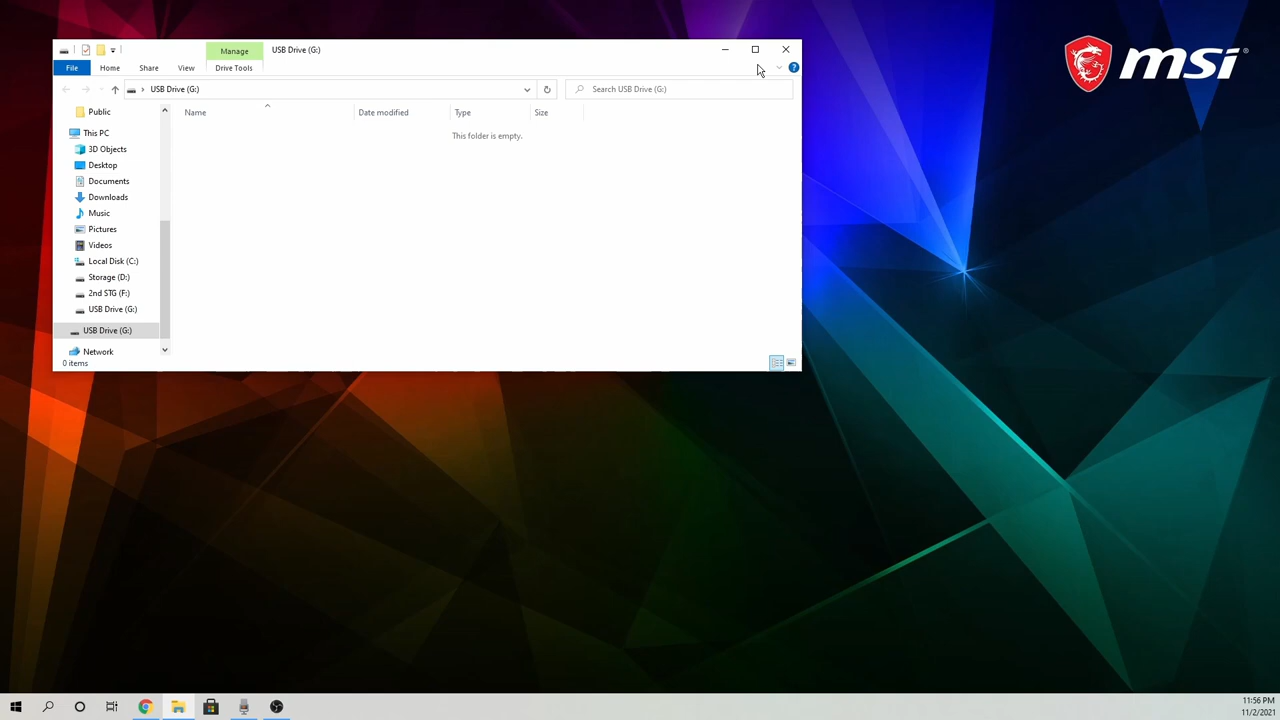 Manage
USB Drive (G:)
File
Home
Share
View
Drive Tools
USB Drive (G:)
Search USB Drive (G:)
Name
Date modified
Type
Size
This folder is empty.
Public
This PC
3D Objects
Desktop
Documents
Downloads
Music
Pictures
Videos
Local Disk (C:)
Storage (D:)
2nd STG (F:)
USB Drive (G:)
USB Drive (G:)
Network
0 items
msi
11:56 PM
11/2/2021